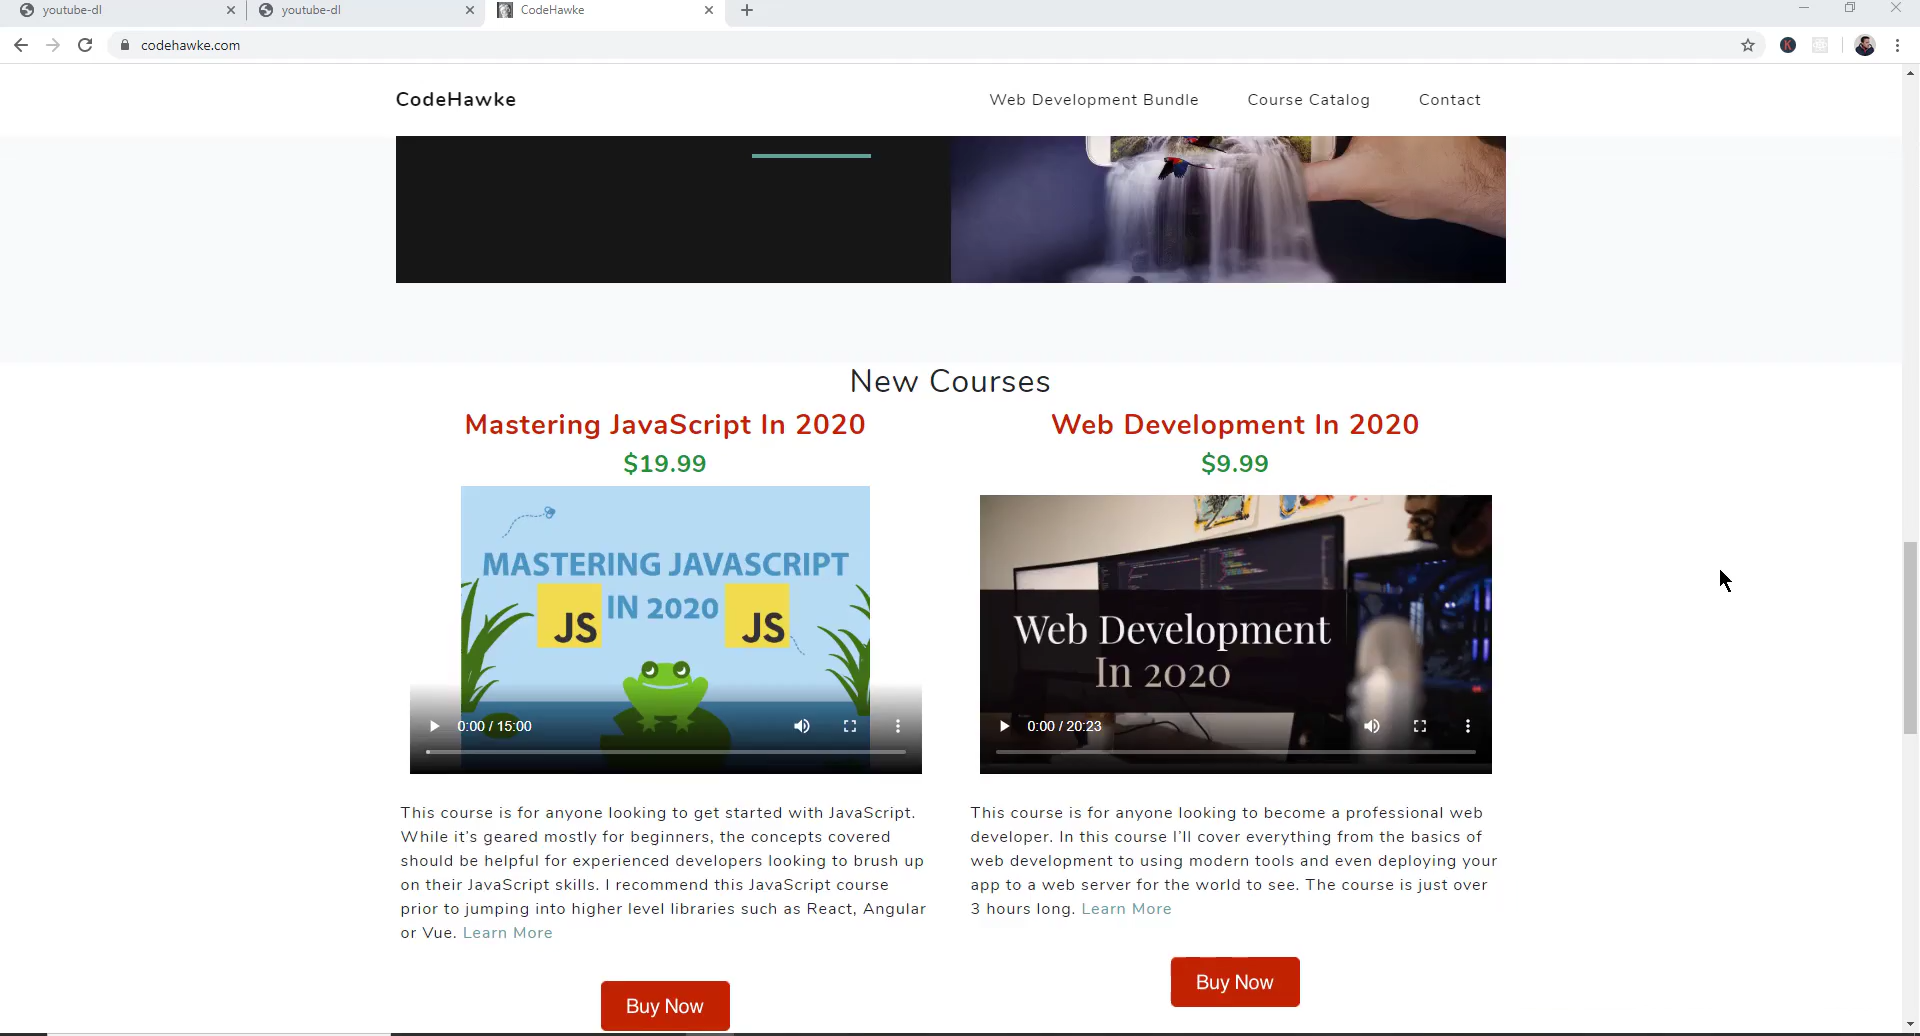 youtube-dl
youtube-dl
CodeHawke
codehawke.com
K
CodeHawke
Web Development Bundle
Course Catalog
Contact
New Courses
Mastering JavaScript In 2020
$19.99
MASTERING JAVASCRIPT
JS IN 2020 JS
0:00 / 15:00
This course is for anyone looking to get started with JavaScript.
While it’s geared mostly for beginners, the concepts covered
should be helpful for experienced developers looking to brush up
on their JavaScript skills. I recommend this JavaScript course
prior to jumping into higher level libraries such as React, Angular
or Vue. Learn More
Buy Now
Web Development In 2020
$9.99
Web Development
In 2020
0:00 / 20:23
This course is for anyone looking to become a professional web
developer. In this course I’ll cover everything from the basics of
web development to using modern tools and even deploying your
app to a web server for the world to see. The course is just over
3 hours long. Learn More
Buy Now